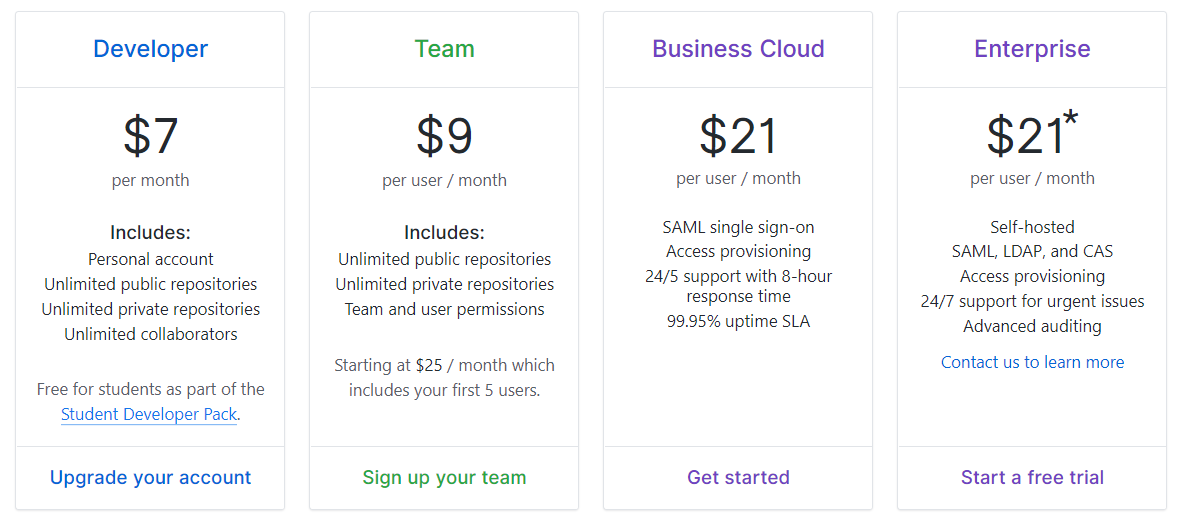 Developer
$7
per month
Includes:
Personal account
Unlimited public repositories
Unlimited private repositories
Unlimited collaborators
Free for students as part of the
Student Developer Pack.
Upgrade your account
Team
$9
per user / month
Includes:
Unlimited public repositories
Unlimited private repositories
Team and user permissions
Starting at $25 / month which
includes your first 5 users.
Sign up your team
Business Cloud
$21
per user / month
SAML single sign-on
Access provisioning
24/5 support with 8-hour
response time
99.95% uptime SLA
Get started
Enterprise
$21*
per user / month
Self-hosted
SAML, LDAP, and CAS
Access provisioning
24/7 support for urgent issues
Advanced auditing
Contact us to learn more
Start a free trial